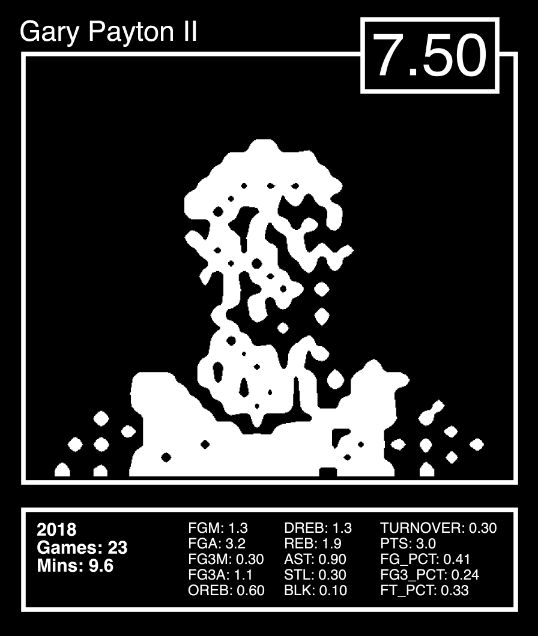 Gary Payton II
7.50
2018
Games: 23
Mins: 9.6
FGM: 1.3
FGA: 3.2
FG3M: 0.30
FG3A: 1.1
OREB: 0.60
DREB: 1.3
REB: 1.9
AST: 0.90
STL: 0.30
BLK: 0.10
TURNOVER: 0.30
PTS: 3.0
FG_PCT: 0.41
FG3_PCT: 0.24
FT_PCT: 0.33